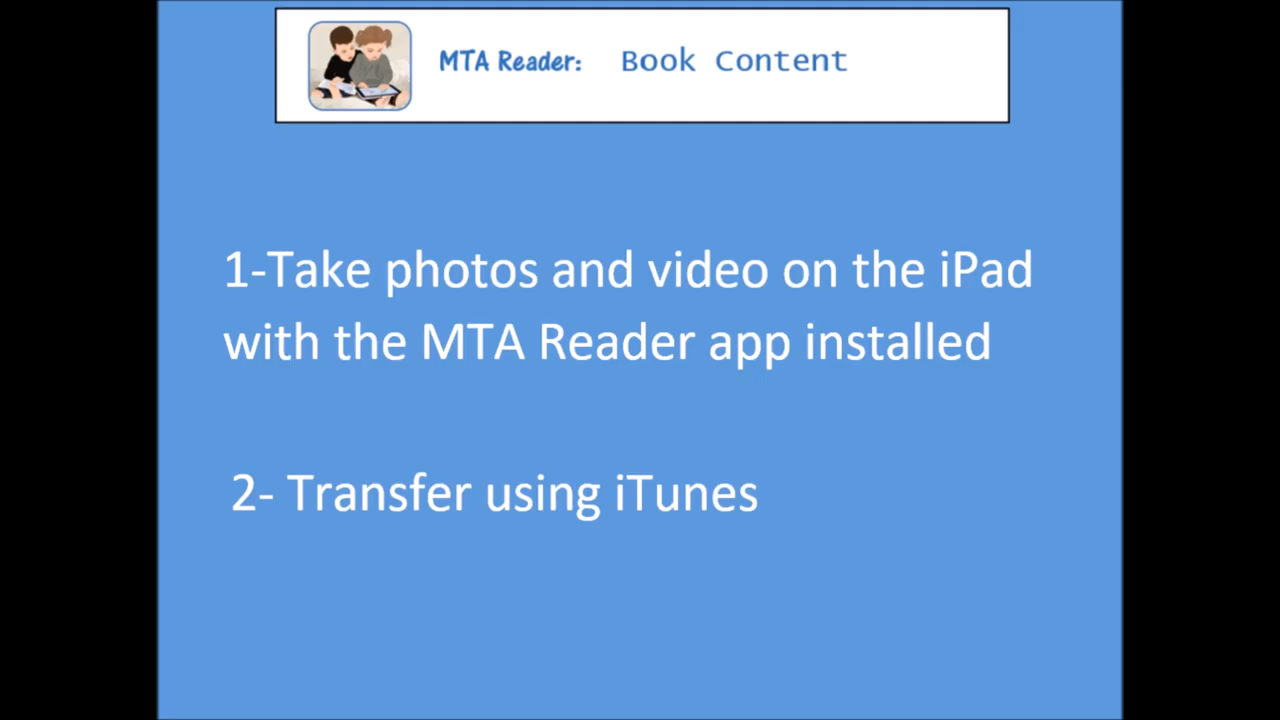 MTA Reader: Book Content
1-Take photos and video on the iPad
with the MTA Reader app installed
2- Transfer using iTunes